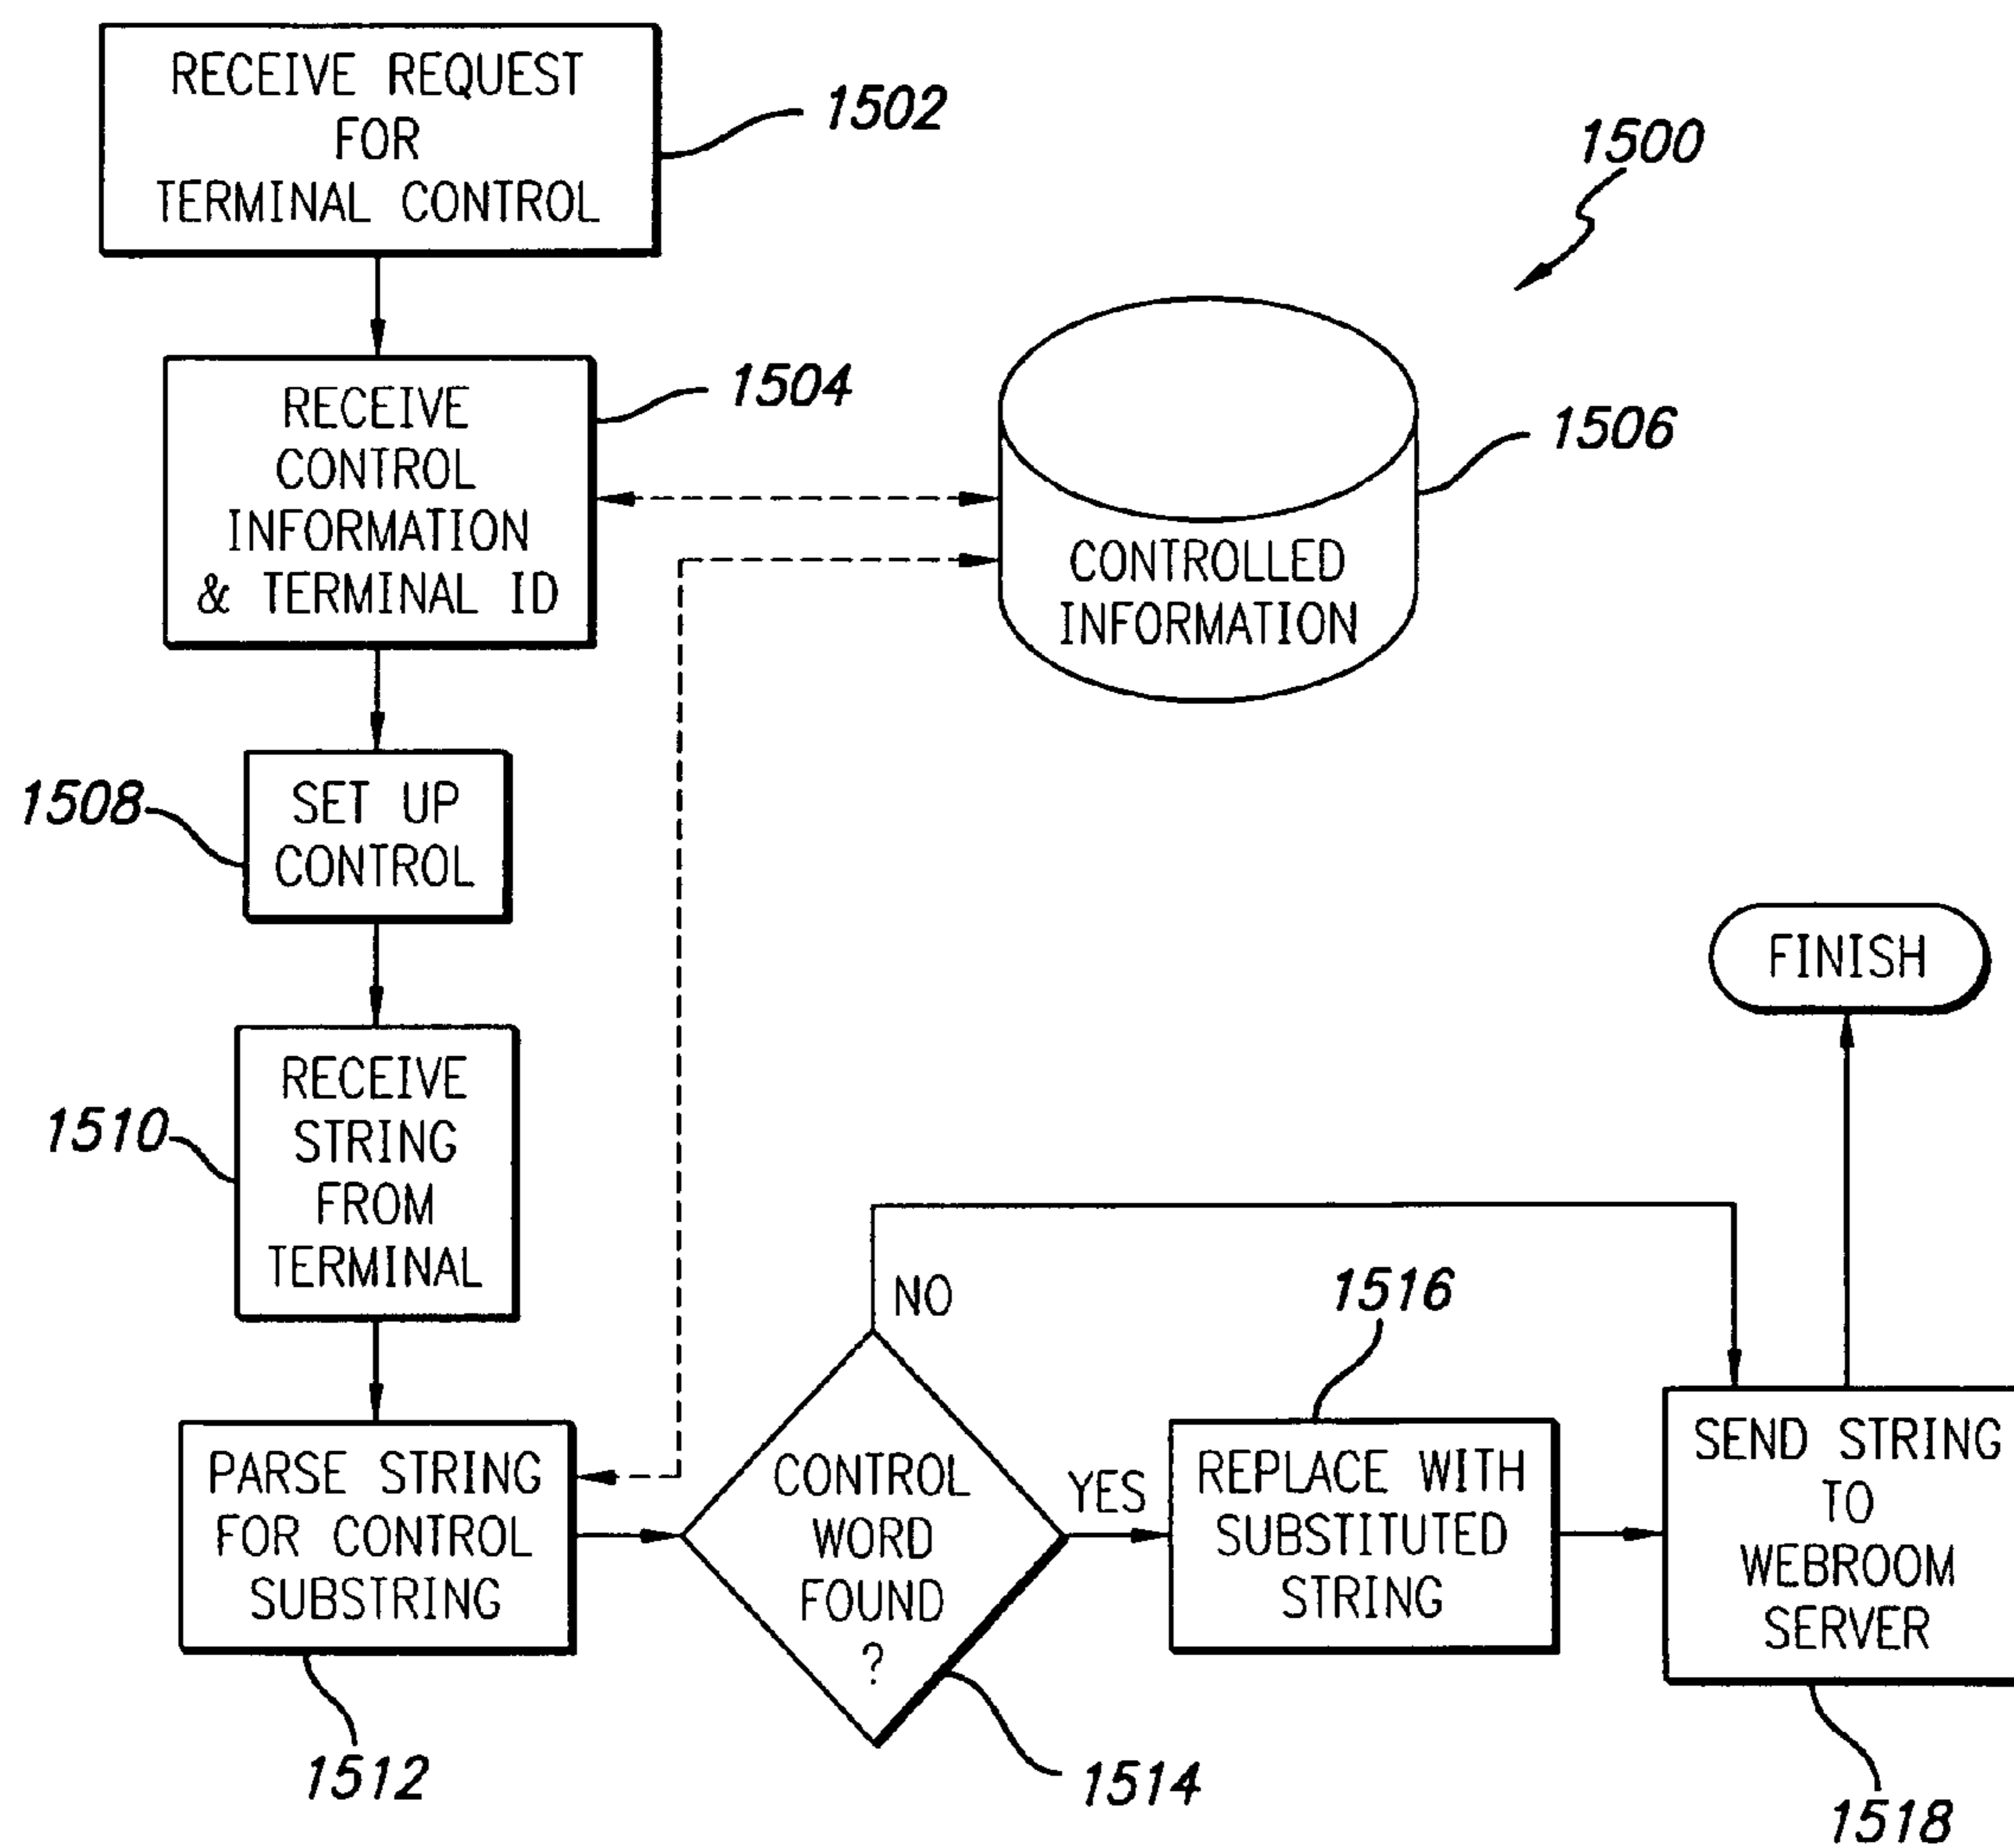 RECEIVE REQUEST
FOR
TERMINAL CONTROL
1502
1500
RECEIVE
CONTROL
INFORMATION
& TERMINAL ID
1504
CONTROLLED
INFORMATION
1506
SET UP
CONTROL
1508
RECEIVE
STRING
FROM
TERMINAL
1510
PARSE STRING
FOR CONTROL
SUBSTRING
1512
CONTROL
WORD
FOUND
?
1514
NO
YES
REPLACE WITH
SUBSTITUTED
STRING
1516
SEND STRING
TO
WEBROOM
SERVER
1518
FINISH